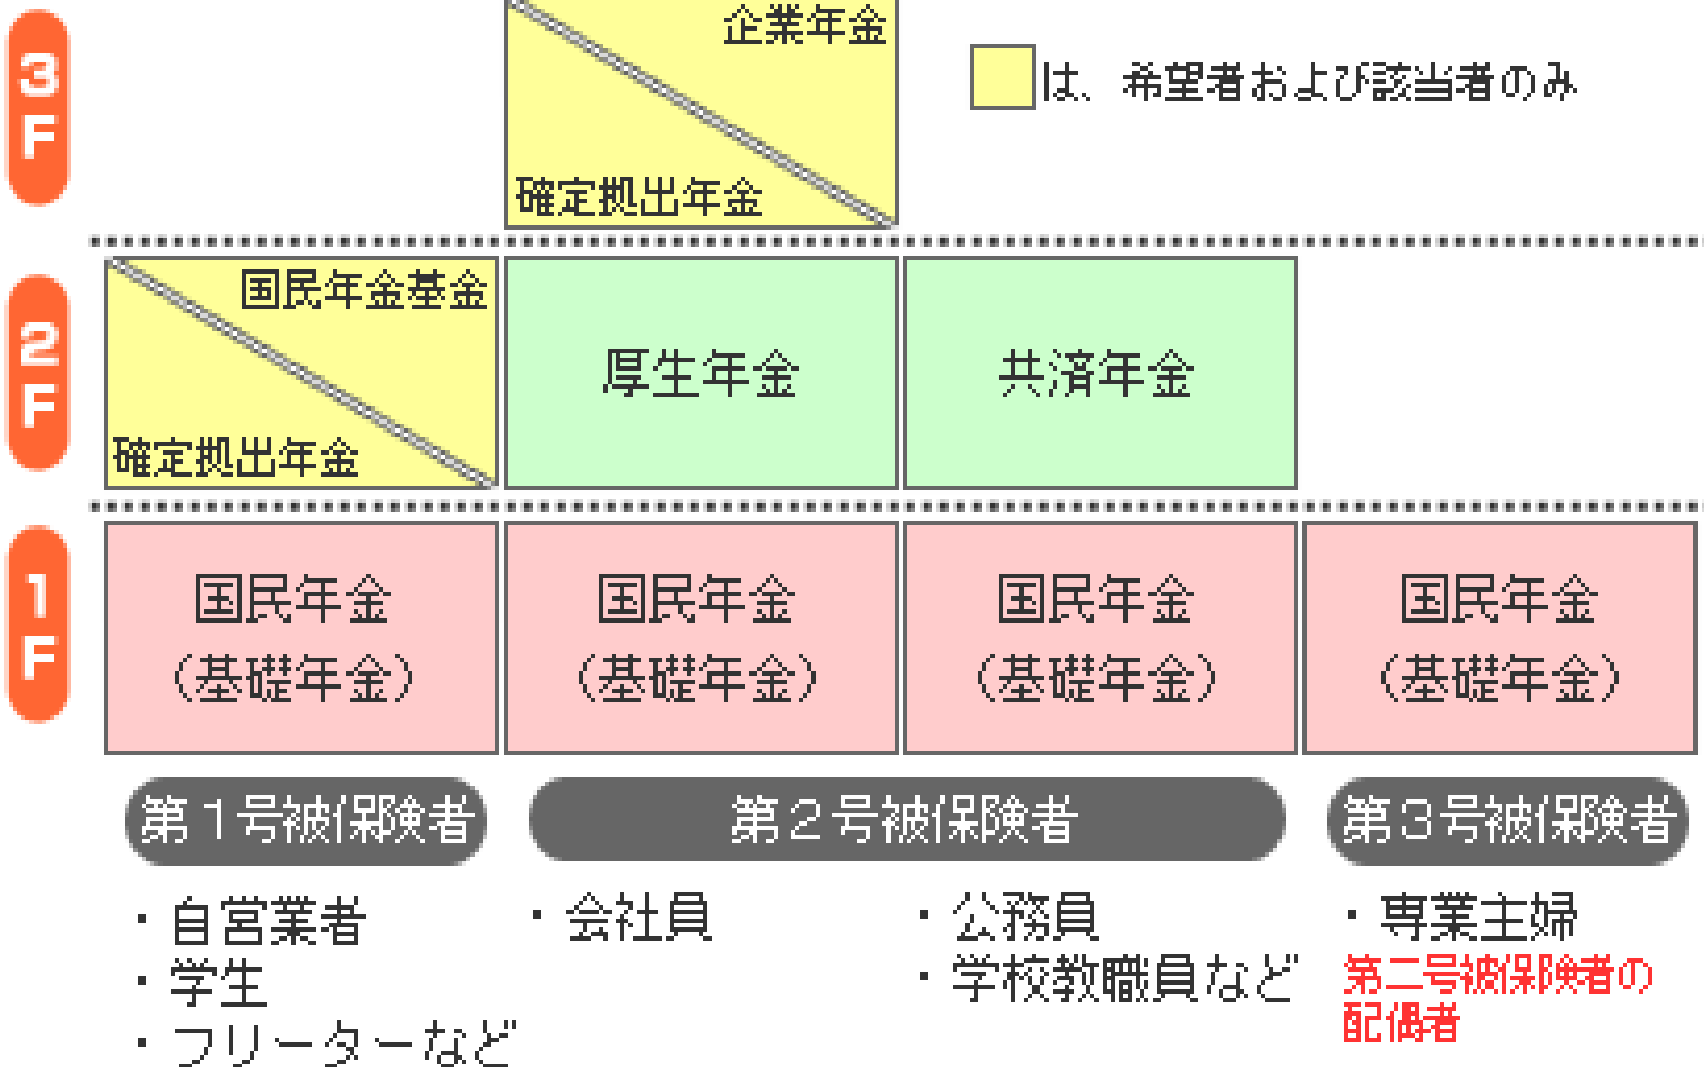 3F
企業年金
確定拠出年金
は、希望者および該当者のみ
2F
国民年金基金
確定拠出年金
厚生年金
共済年金
1F
国民年金
(基礎年金)
国民年金
(基礎年金)
国民年金
(基礎年金)
国民年金
(基礎年金)
第1号被保険者
第2号被保険者
第3号被保険者
・自営業者
・学生
・フリーターなど
・会社員
・公務員
・学校教職員など
・専業主婦
第二号被保険者の
配偶者